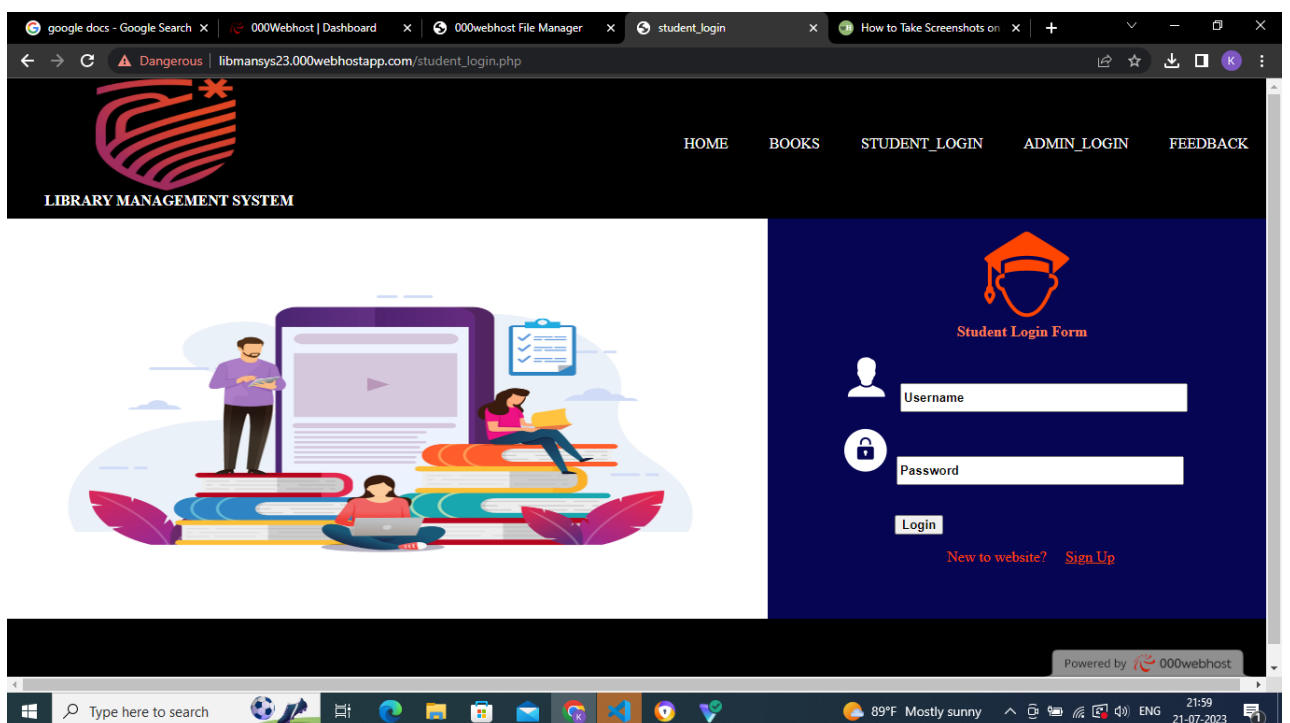 google docs - Google Search
000Webhost | Dashboard
000webhost File Manager
student_login
How to Take Screenshots on
Dangerous
libmansys23.000webhostapp.com/student_login.php
K
HOME BOOKS STUDENT_LOGIN ADMIN_LOGIN FEEDBACK
LIBRARY MANAGEMENT SYSTEM
Student Login Form
Username
Password
Login
New to website? Sign Up
Powered by 000webhost
Type here to search
89°F Mostly sunny
ENG
21:59
21-07-2023
1